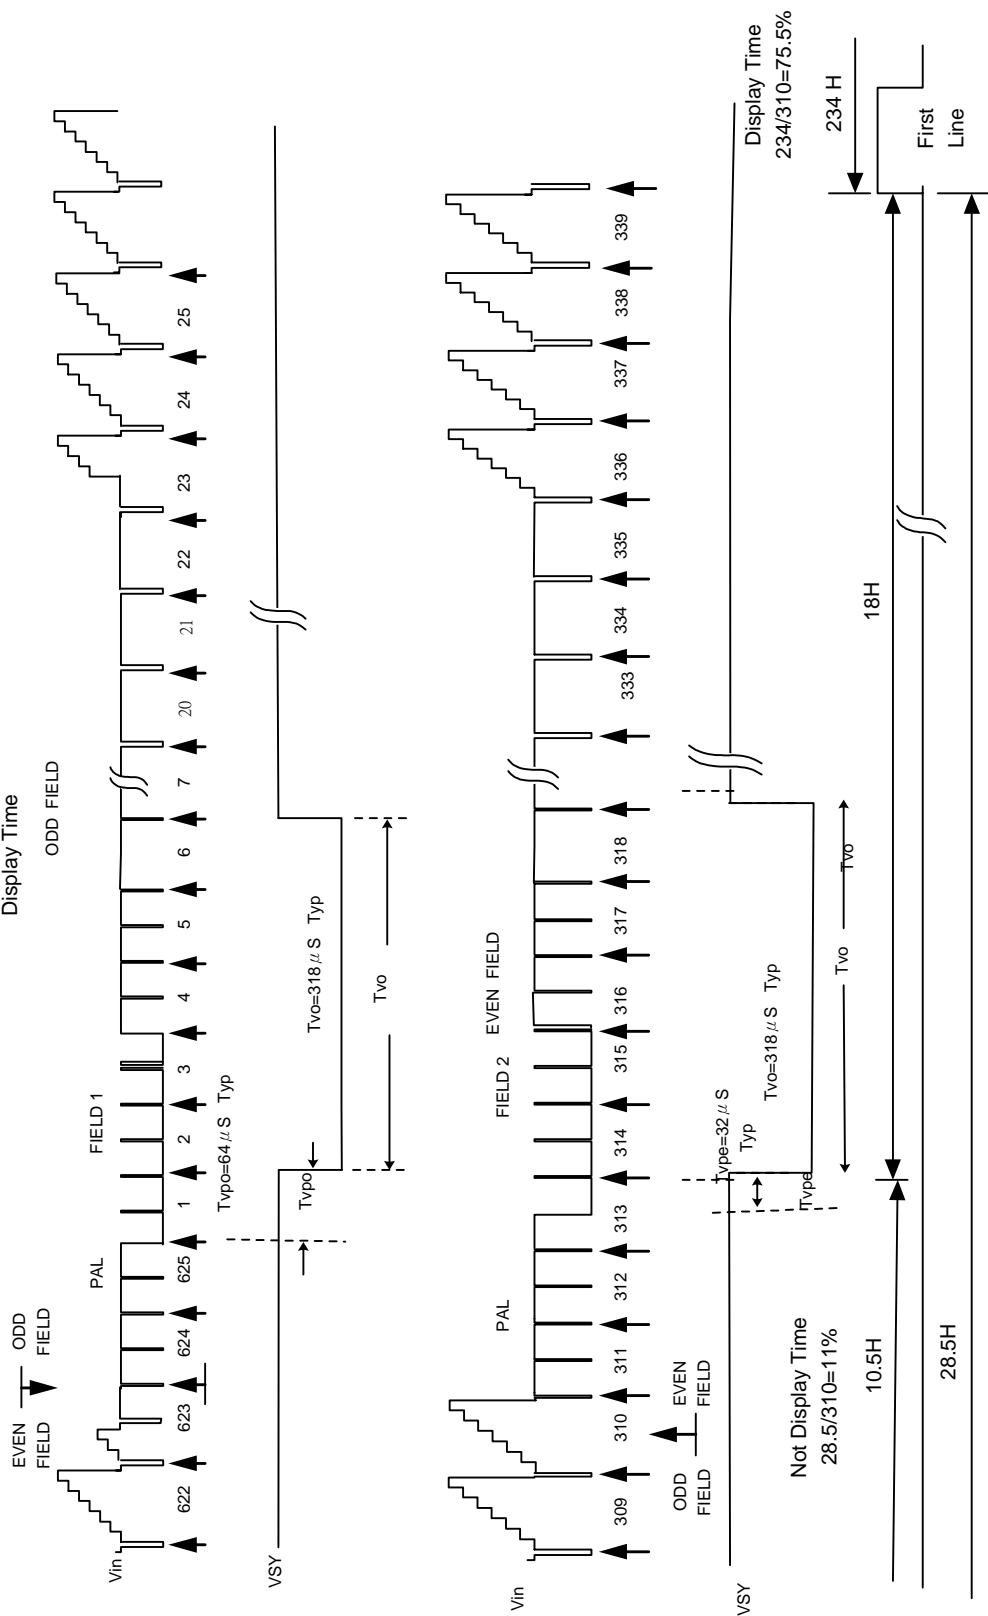 Display Time
ODD FIELD
EVEN FIELD
ODD FIELD
PAL
FIELD 1
Vin
622
623
624
625
1
2
3
4
5
6
7
20
21
22
23
24
25
Tvpo=64μS Typ
Tvpo
Tvo=318μS Typ
Tvo
VSY
EVEN FIELD
PAL
FIELD 2
Vin
309
310
311
312
313
314
315
316
317
318
333
334
335
336
337
338
339
ODD FIELD
EVEN FIELD
Tvpe=32μS
Typ
Tvpe
Tvo=318μS Typ
Tvo
Tvo
VSY
Not Display Time
28.5/310=11%
Display Time
234/310=75.5%
10.5H
18H
234 H
28.5H
First
Line